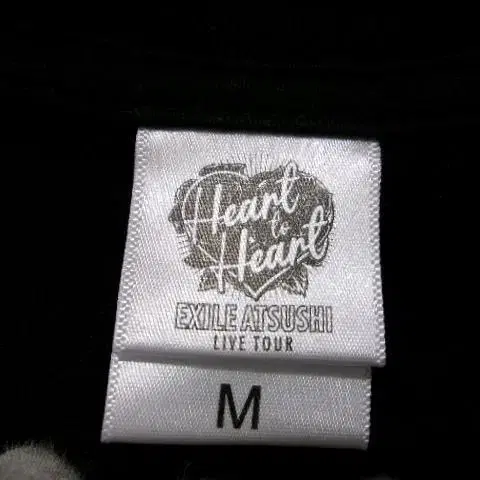 Heart
to
Heart
EXILE ATSUSHI
LIVE TOUR
M